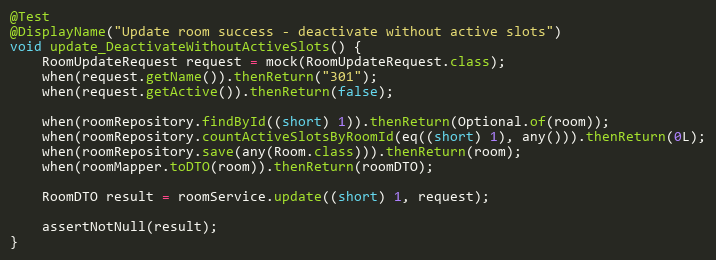 @Test
@DisplayName("Update room success - deactivate without active slots")
void update_DeactivateWithoutActiveSlots() {
    RoomUpdateRequest request = mock(RoomUpdateRequest.class);
    when(request.getName()).thenReturn("301");
    when(request.getActive()).thenReturn(false);

    when(roomRepository.findById((short) 1)).thenReturn(Optional.of(room));
    when(roomRepository.countActiveSlotsByRoomId(eq((short) 1), any())).thenReturn(0L);
    when(roomRepository.save(any(Room.class))).thenReturn(room);
    when(roomMapper.toDTO(room)).thenReturn(roomDTO);

    RoomDTO result = roomService.update((short) 1, request);

    assertNotNull(result);
}